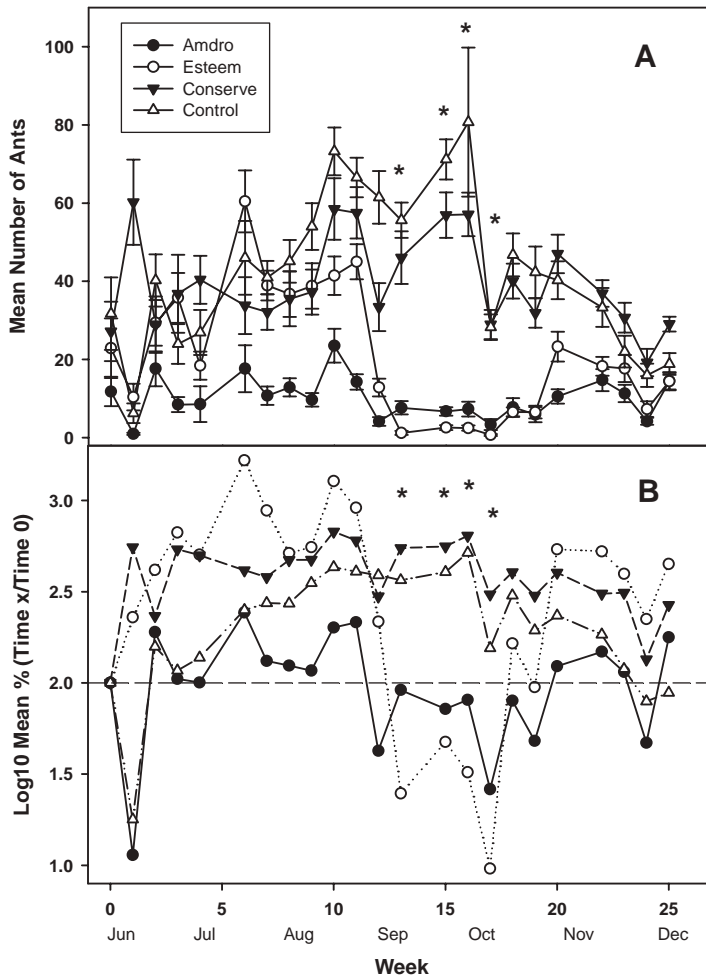 A
Amdro
Esteem
Conserve
Control
* * * *
Mean Number of Ants
100
80
60
40
20
0
B
* * * *
Log10 Mean % (Time x/Time 0)
3.0
2.5
2.0
1.5
1.0
0 5 10 15 20 25
Jun Jul Aug Sep Oct Nov Dec
Week